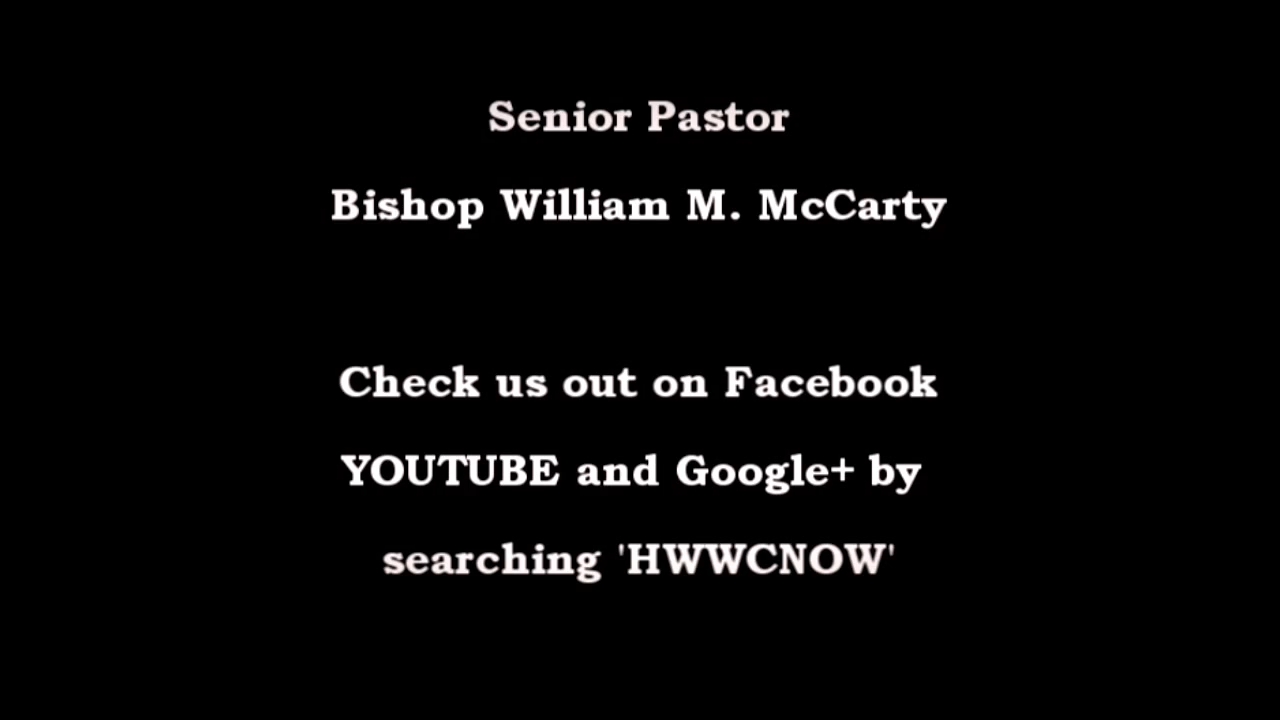 Senior Pastor
Bishop William M. McCarty
Check us out on Facebook
YOUTUBE and Google+ by
searching 'HWWCNOW'